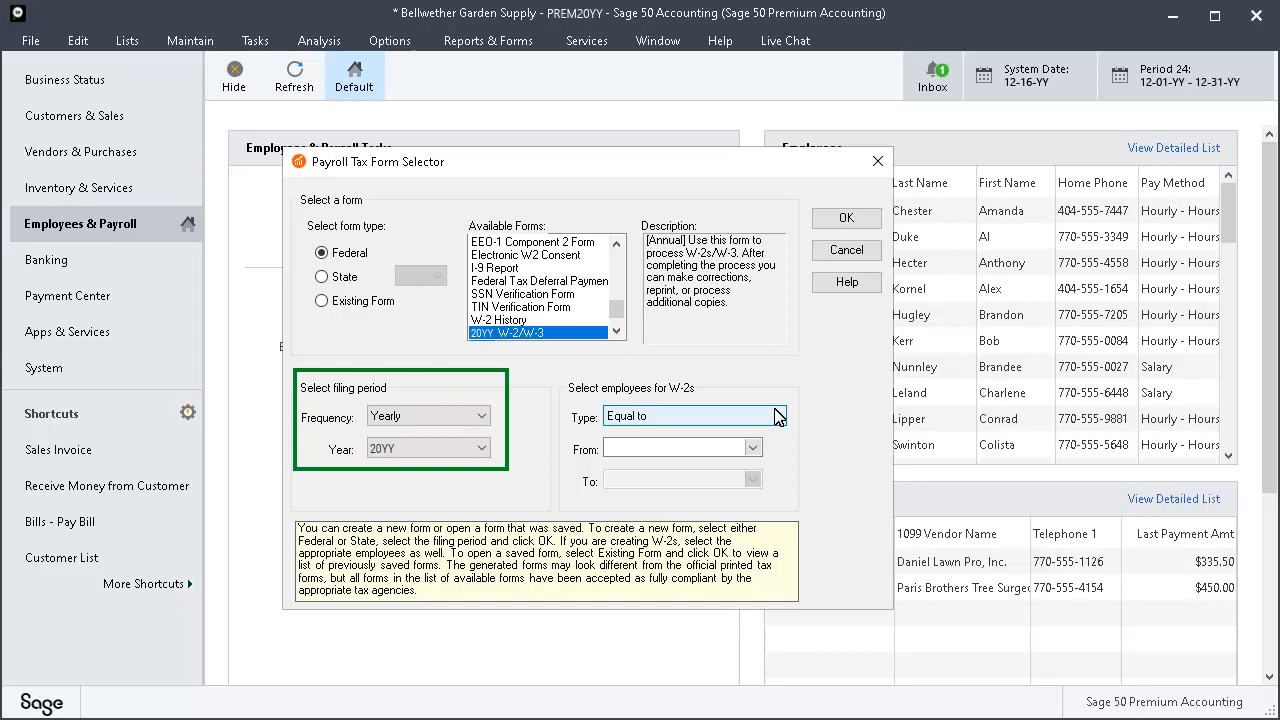 * Bellwether Garden Supply - PREM20YY - Sage 50 Accounting (Sage 50 Premium Accounting)
File Edit Lists Maintain Tasks Analysis Options Reports & Forms Services Window Help Live Chat
Business Status
Customers & Sales
Vendors & Purchases
Inventory & Services
Employees & Payroll
Banking
Payment Center
Apps & Services
System
Shortcuts
Sales Invoice
Receive Money from Customer
Bills - Pay Bill
Customer List
More Shortcuts
Hide Refresh Default
1
Inbox
System Date:
12-16-YY
Period 24:
12-01-YY - 12-31-YY
Payroll Tax Form Selector
Select a form
Select form type:
Federal
State
Existing Form
Available Forms:
EEO-1 Component 2 Form
Electronic W2 Consent
I-9 Report
Federal Tax Deferral Paymen
SSN Verification Form
TIN Verification Form
W-2 History
20YY W-2/W-3
Description:
[Annual] Use this form to
process W-2s/W-3. After
completing the process you
can make corrections,
reprint, or process
additional copies.
OK
Cancel
Help
Select filing period
Frequency: Yearly
Year: 20YY
Select employees for W-2s
Type: Equal to
From:
To:
You can create a new form or open a form that was saved. To create a new form, select either
Federal or State, select the filing period and click OK. If you are creating W-2s, select the
appropriate employees as well. To open a saved form, select Existing Form and click OK to view a
list of previously saved forms. The generated forms may look different from the official printed tax
forms, but all forms in the list of available forms have been accepted as fully compliant by the
appropriate tax agencies.
View Detailed List
Last Name First Name Home Phone Pay Method
Chester Amanda 404-555-7447 Hourly - Hours
Duke Al 770-555-3349 Hourly - Hours
Hecter Anthony 770-555-4558 Hourly - Hours
Kornel Alex 404-555-1654 Hourly - Hours
Hugley Brandon 770-555-7205 Hourly - Hours
Kerr Bob 770-555-0084 Hourly - Hours
Nunnley Brandee 770-555-0027 Salary
Leland Charlene 770-555-6448 Salary
Lipper Conrad 770-555-9881 Hourly - Hours
Swinton Colista 770-555-5648 Hourly - Hours
View Detailed List
1099 Vendor Name Telephone 1 Last Payment Amt
Daniel Lawn Pro, Inc. 770-555-1126 $335.50
Paris Brothers Tree Surgeo 770-555-4154 $450.00
Sage
Sage 50 Premium Accounting